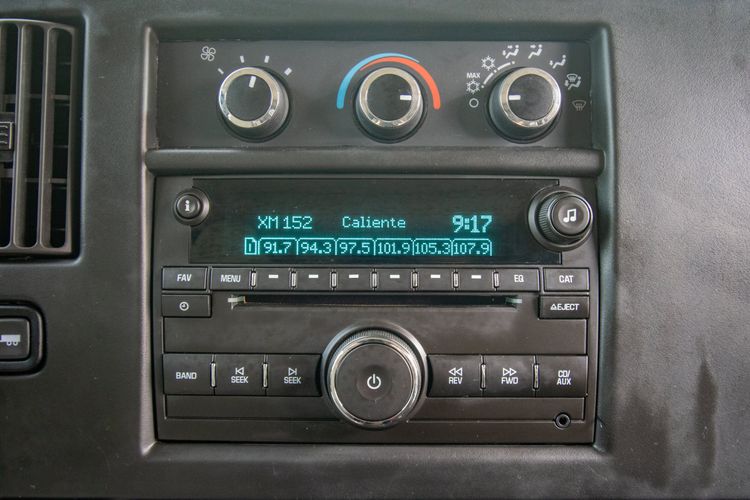 MAX
i
XM 152 Caliente 9:17
1 91.7 94.3 97.5 101.9 105.3 107.9
FAV MENU EQ CAT
EJECT
BAND SEEK SEEK REV FWD CD/
AUX